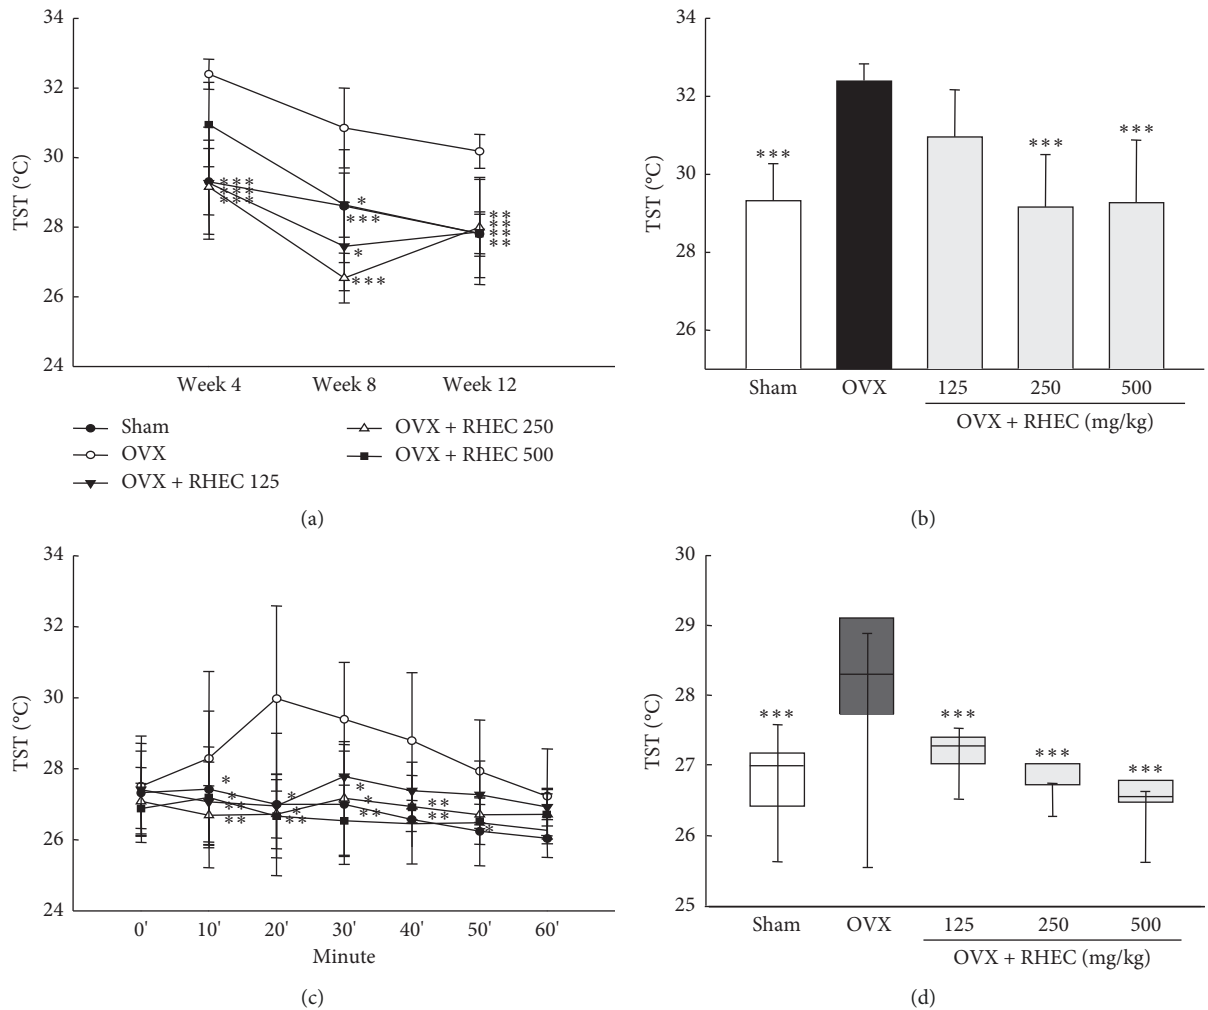 34
32
30
28
26
24
TST (°C)
***
***
***
*
***
*
***
**
**
**
**
Week 4 Week 8 Week 12
Sham
OVX
OVX + RHEC 125
OVX + RHEC 250
OVX + RHEC 500
(a)
34
32
30
28
26
TST (°C)
***
***
***
Sham OVX 125 250 500
OVX + RHEC (mg/kg)
(b)
34
32
30
28
26
24
TST (°C)
*
*
**
**
*
*
**
*
*
**
**
**
*
0' 10' 20' 30' 40' 50' 60'
Minute
(c)
30
29
28
27
26
25
TST (°C)
***
***
***
***
Sham OVX 125 250 500
OVX + RHEC (mg/kg)
(d)